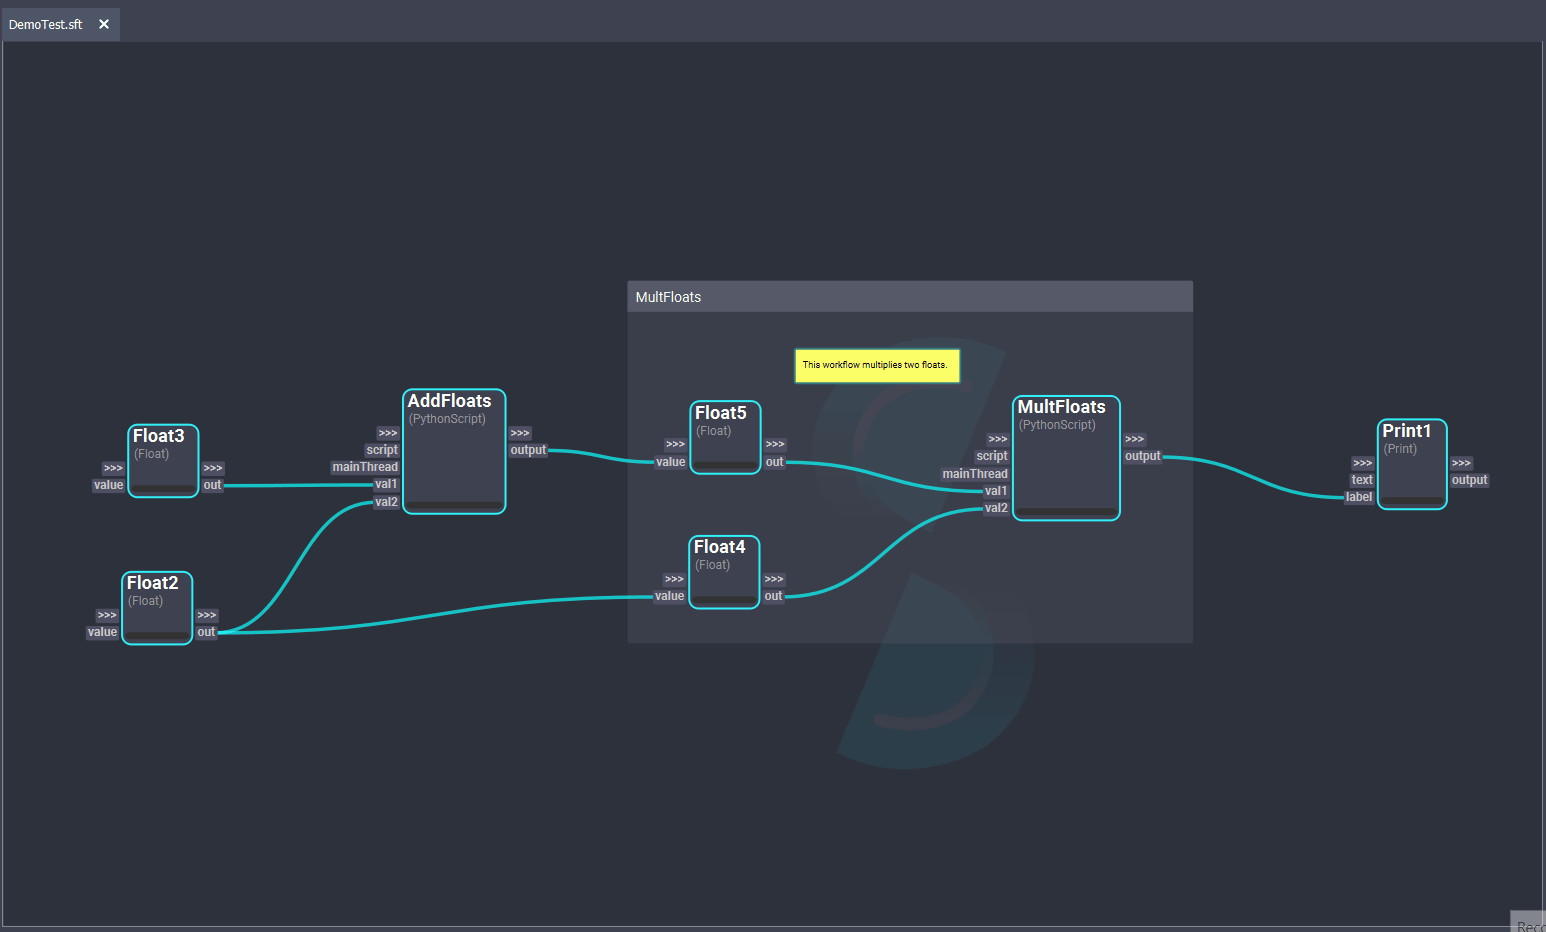 DemoTest.sft
MultFloats
This workflow multiplies two floats.
AddFloats
(PythonScript)
>>> >>>
script output
mainThread
val1
val2
Float3
(Float)
>>> >>>
value out
Float2
(Float)
>>> >>>
value out
Float5
(Float)
>>> >>>
value out
Float4
(Float)
>>> >>>
value out
MultFloats
(PythonScript)
>>> >>>
script output
mainThread
val1
val2
Print1
(Print)
>>> >>>
text output
label